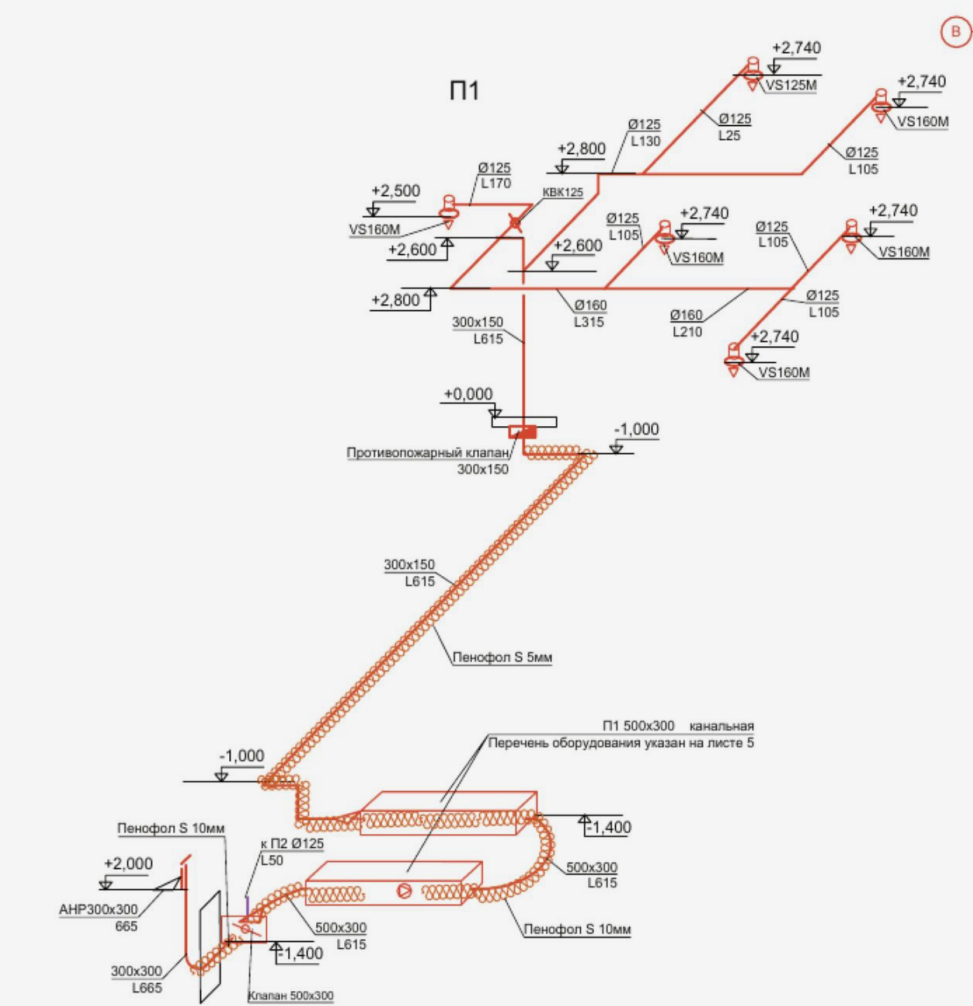 В
П1
+2,740
VS125M
+2,740
VS160M
Ø125
L25
Ø125
L130
Ø125
L105
+2,800
Ø125
L170
КВК125
+2,500
VS160M
+2,600
+2,800
+2,600
Ø125
L105
+2,740
VS160M
Ø125
L105
+2,740
VS160M
Ø160
L315
Ø160
L210
Ø125
L105
+2,740
VS160M
300x150
L615
+0,000
-1,000
Противопожарный клапан
300x150
300x150
L615
Пенофол S 5мм
П1 500x300 канальная
Перечень оборудования указан на листе 5
-1,000
-1,400
Пенофол S 10мм
к П2 Ø125
L50
+2,000
500x300
L615
АНР300x300
665
500x300
L615
Пенофол S 10мм
-1,400
300x300
L665
Клапан 500x300